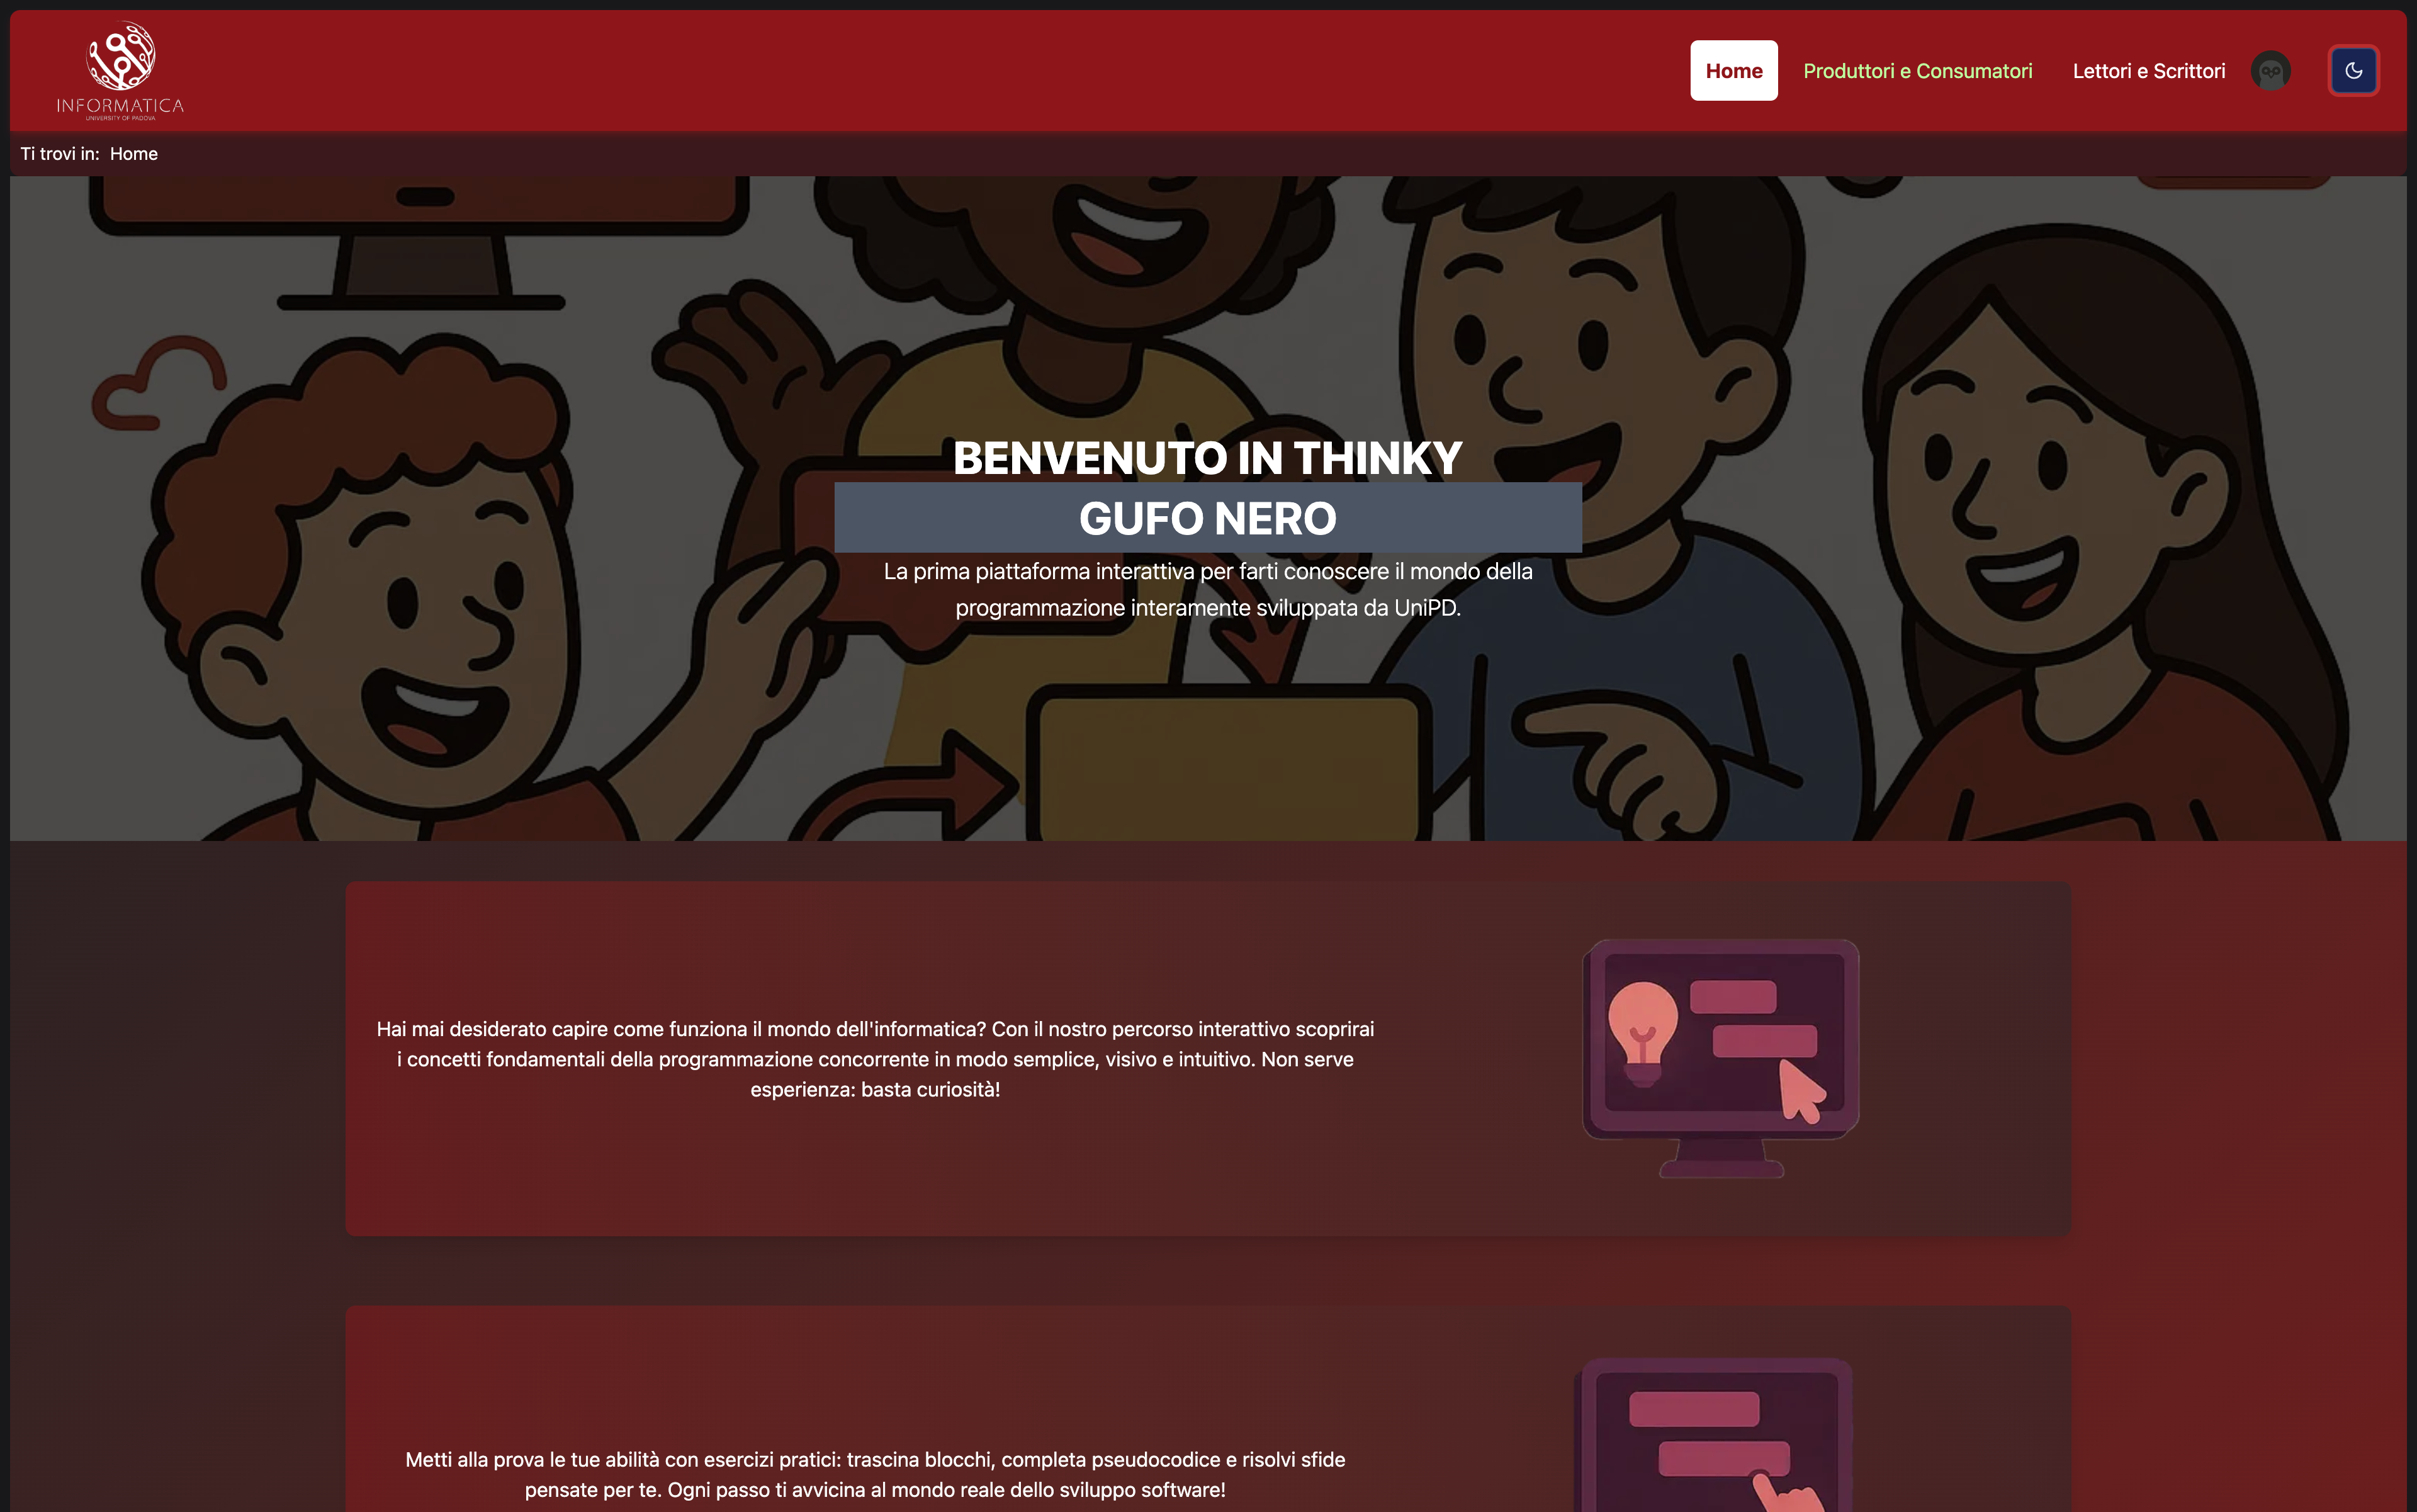 INFORMATICA
UNIVERSITY OF PADOVA
Home
Produttori e Consumatori
Lettori e Scrittori
Ti trovi in: Home
BENVENUTO IN THINKY
GUFO NERO
La prima piattaforma interattiva per farti conoscere il mondo della
programmazione interamente sviluppata da UniPD.
Hai mai desiderato capire come funziona il mondo dell'informatica? Con il nostro percorso interattivo scoprirai
i concetti fondamentali della programmazione concorrente in modo semplice, visivo e intuitivo. Non serve
esperienza: basta curiosità!
Metti alla prova le tue abilità con esercizi pratici: trascina blocchi, completa pseudocodice e risolvi sfide
pensate per te. Ogni passo ti avvicina al mondo reale dello sviluppo software!